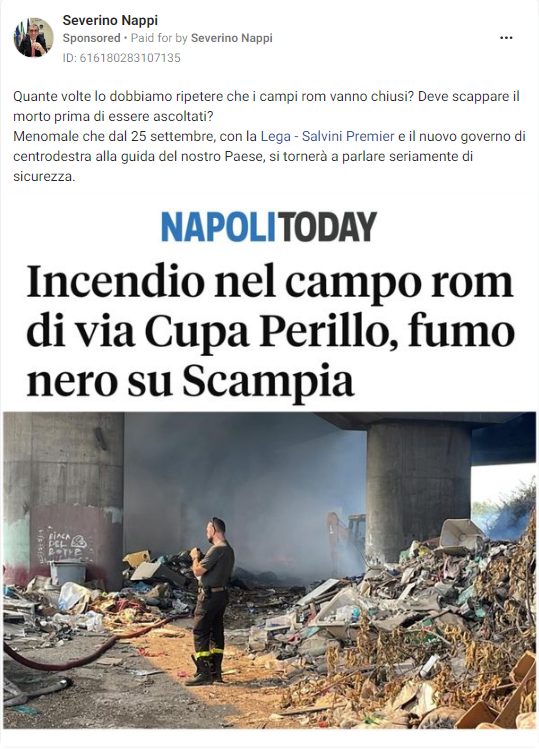 Severino Nappi
Sponsored • Paid for by Severino Nappi
ID: 616180283107135
Quante volte lo dobbiamo ripetere che i campi rom vanno chiusi? Deve scappare il
morto prima di essere ascoltati?
Menomale che dal 25 settembre, con la Lega - Salvini Premier e il nuovo governo di
centrodestra alla guida del nostro Paese, si tornerà a parlare seriamente di
sicurezza.
NAPOLITODAY
Incendio nel campo rom
di via Cupa Perillo, fumo
nero su Scampia